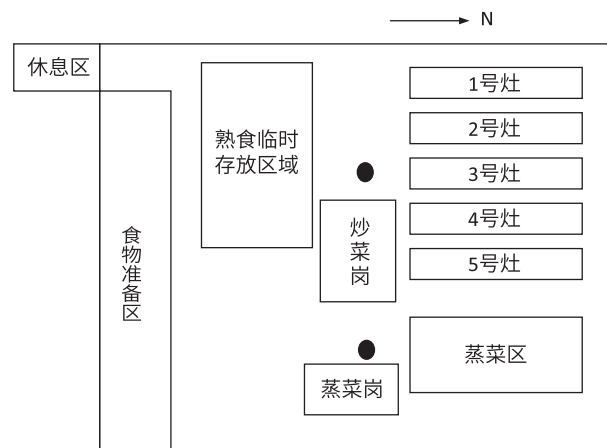 N
休息区
熟食临时
存放区域
1号灶
2号灶
3号灶
4号灶
5号灶
炒菜岗
食物准备区
蒸菜区
蒸菜岗